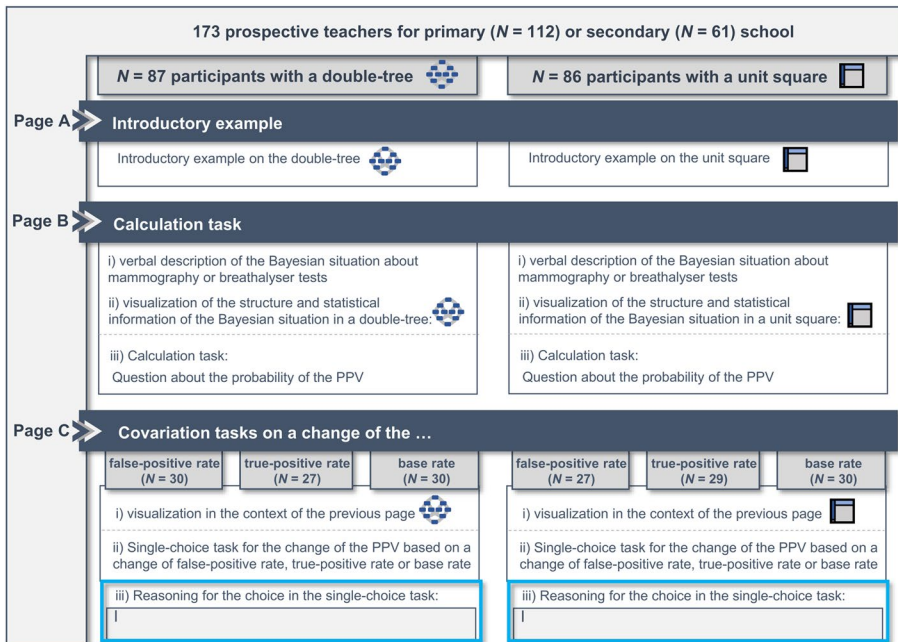 173 prospective teachers for primary (N = 112) or secondary (N = 61) school
N = 87 participants with a double-tree
N = 86 participants with a unit square
Page A
Introductory example
Introductory example on the double-tree
Introductory example on the unit square
Page B
Calculation task
i) verbal description of the Bayesian situation about
mammography or breathalyser tests
ii) visualization of the structure and statistical
information of the Bayesian situation in a double-tree:
iii) Calculation task:
Question about the probability of the PPV
i) verbal description of the Bayesian situation about
mammography or breathalyser tests
ii) visualization of the structure and statistical
information of the Bayesian situation in a unit square:
iii) Calculation task:
Question about the probability of the PPV
Page C
Covariation tasks on a change of the …
false-positive rate
(N = 30)
true-positive rate
(N = 27)
base rate
(N = 30)
i) visualization in the context of the previous page
ii) Single-choice task for the change of the PPV based on a
change of false-positive rate, true-positive rate or base rate
iii) Reasoning for the choice in the single-choice task:
false-positive rate
(N = 27)
true-positive rate
(N = 29)
base rate
(N = 30)
i) visualization in the context of the previous page
ii) Single-choice task for the change of the PPV based on a
change of false-positive rate, true-positive rate or base rate
iii) Reasoning for the choice in the single-choice task: